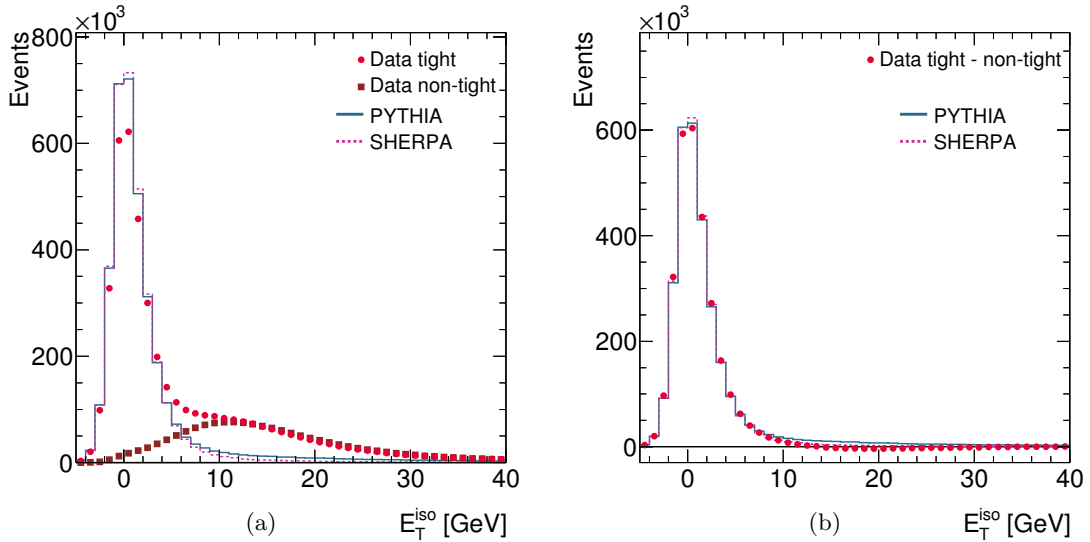 ×10³
Events
800
600
400
200
0
Data tight
Data non-tight
PYTHIA
SHERPA
0 10 20 30 40
E_T^iso [GeV]
(a)
×10³
Events
600
400
200
0
Data tight - non-tight
PYTHIA
SHERPA
0 10 20 30 40
E_T^iso [GeV]
(b)